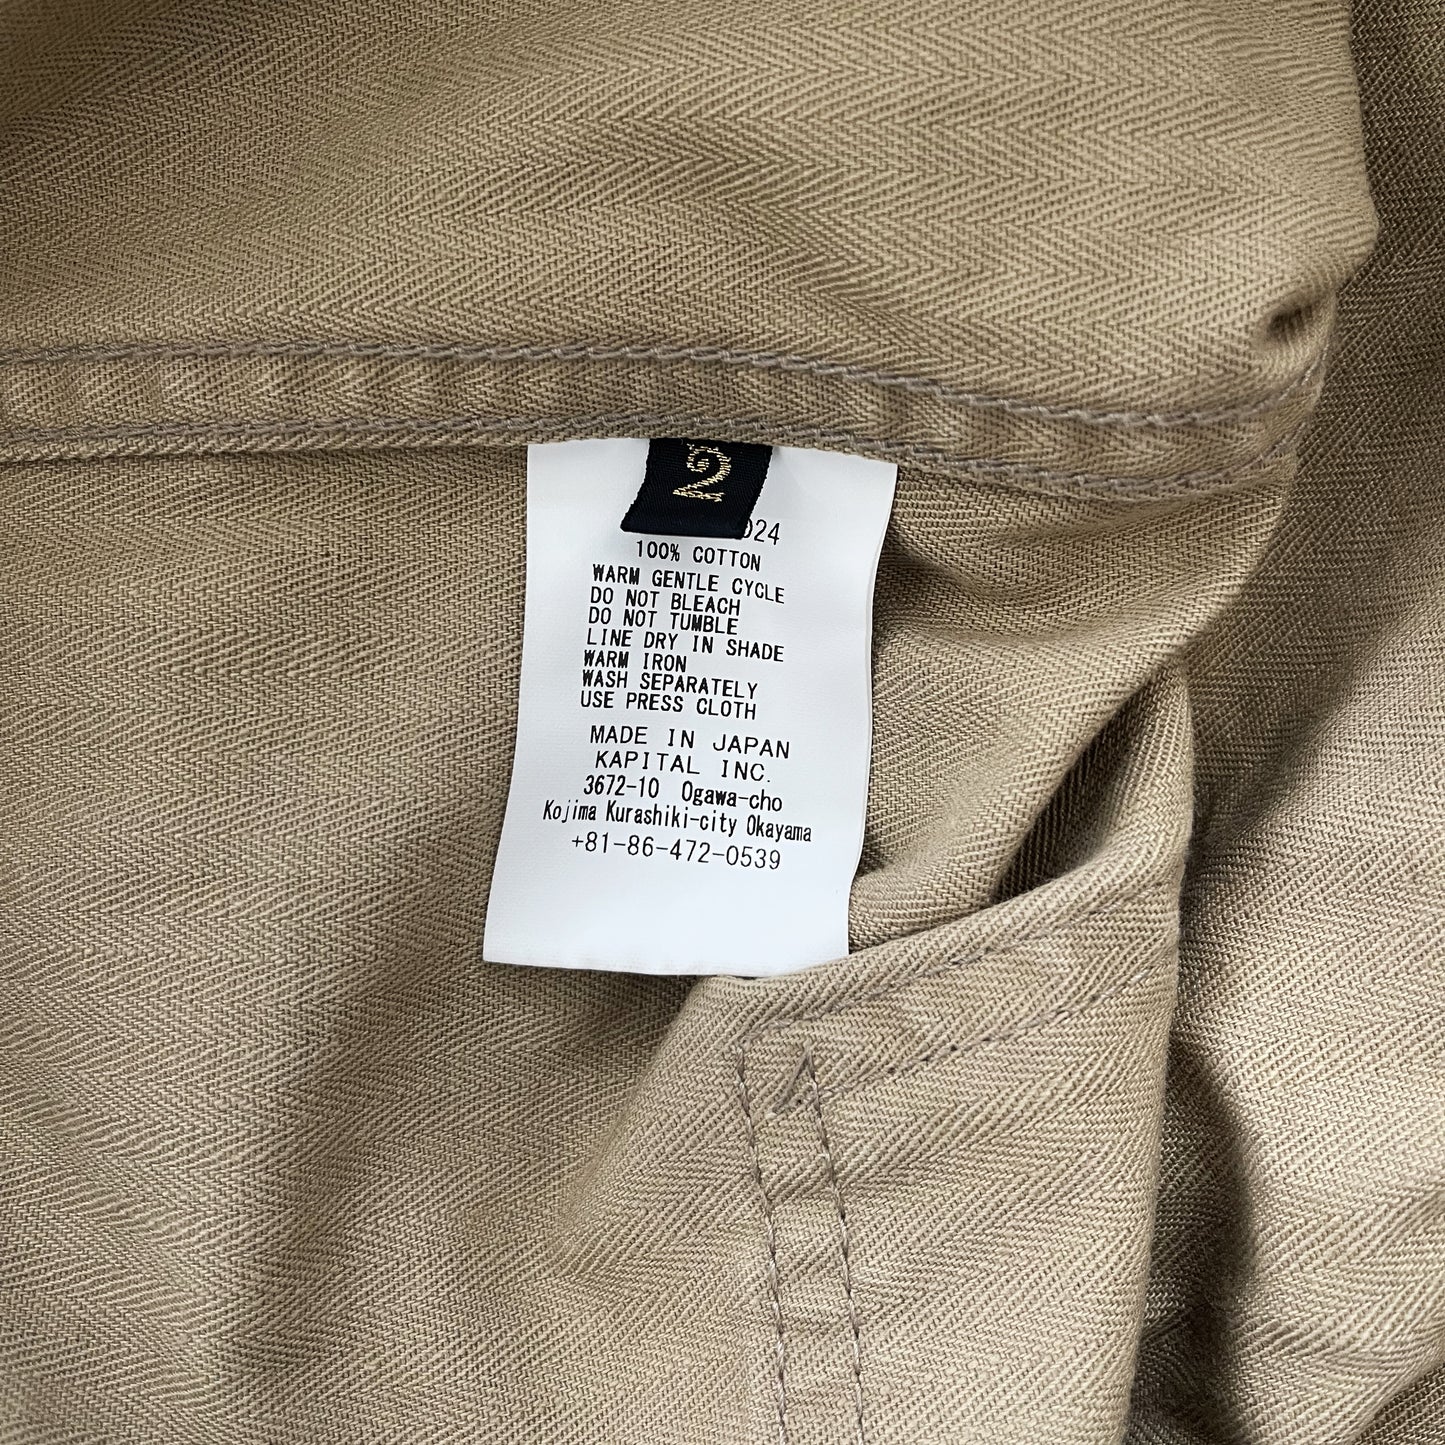 2
024
100% COTTON
WARM GENTLE CYCLE
DO NOT BLEACH
DO NOT TUMBLE
LINE DRY IN SHADE
WARM IRON
WASH SEPARATELY
USE PRESS CLOTH
MADE IN JAPAN
KAPITAL INC.
3672-10 Ogawa-cho
Kojima Kurashiki-city Okayama
+81-86-472-0539